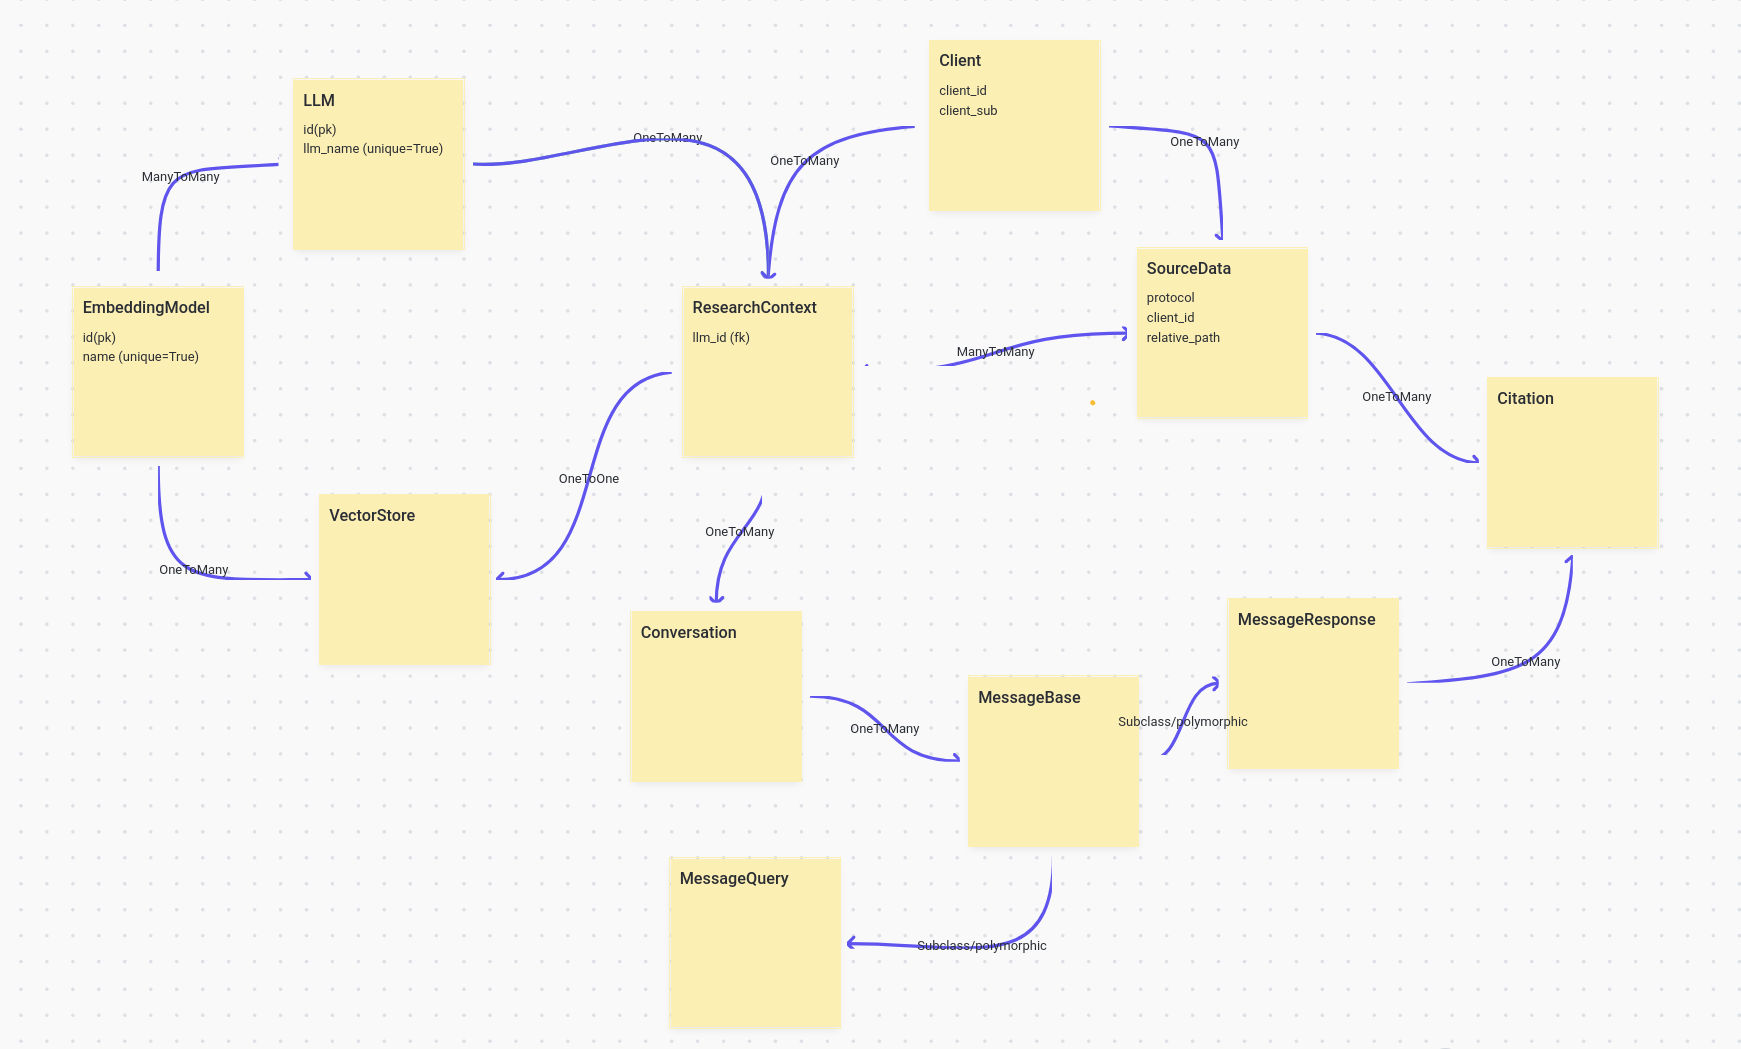 Client
client_id
client_sub
LLM
id(pk)
llm_name (unique=True)
OneToMany
OneToMany
OneToMany
ManyToMany
SourceData
protocol
client_id
relative_path
EmbeddingModel
id(pk)
name (unique=True)
ResearchContext
llm_id (fk)
ManyToMany
OneToMany
Citation
OneToOne
VectorStore
OneToMany
OneToMany
Conversation
MessageResponse
OneToMany
MessageBase
Subclass/polymorphic
OneToMany
MessageQuery
Subclass/polymorphic